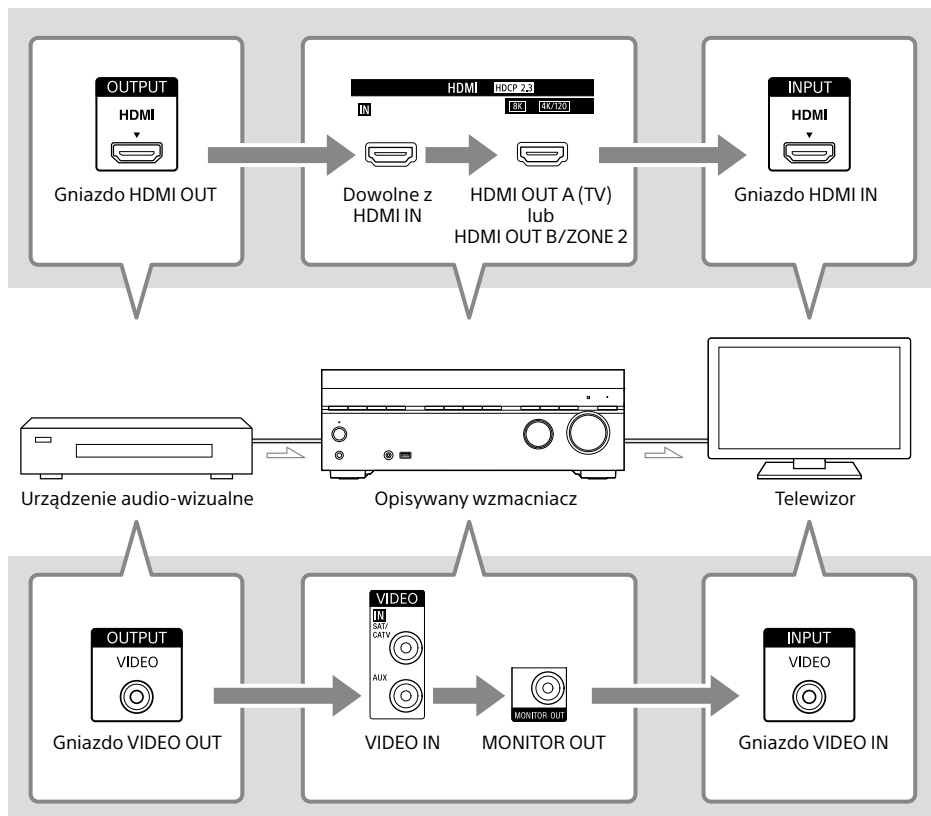 OUTPUT
HDMI
Gniazdo HDMI OUT
HDMI HDCP 2.3
IN
8K 4K/120
Dowolne z
HDMI IN
HDMI OUT A (TV)
lub
HDMI OUT B/ZONE 2
INPUT
HDMI
Gniazdo HDMI IN
Urządzenie audio-wizualne
Opisywany wzmacniacz
Telewizor
OUTPUT
VIDEO
Gniazdo VIDEO OUT
VIDEO
IN
SAT/
CATV
AUX
VIDEO IN
MONITOR OUT
MONITOR OUT
INPUT
VIDEO
Gniazdo VIDEO IN